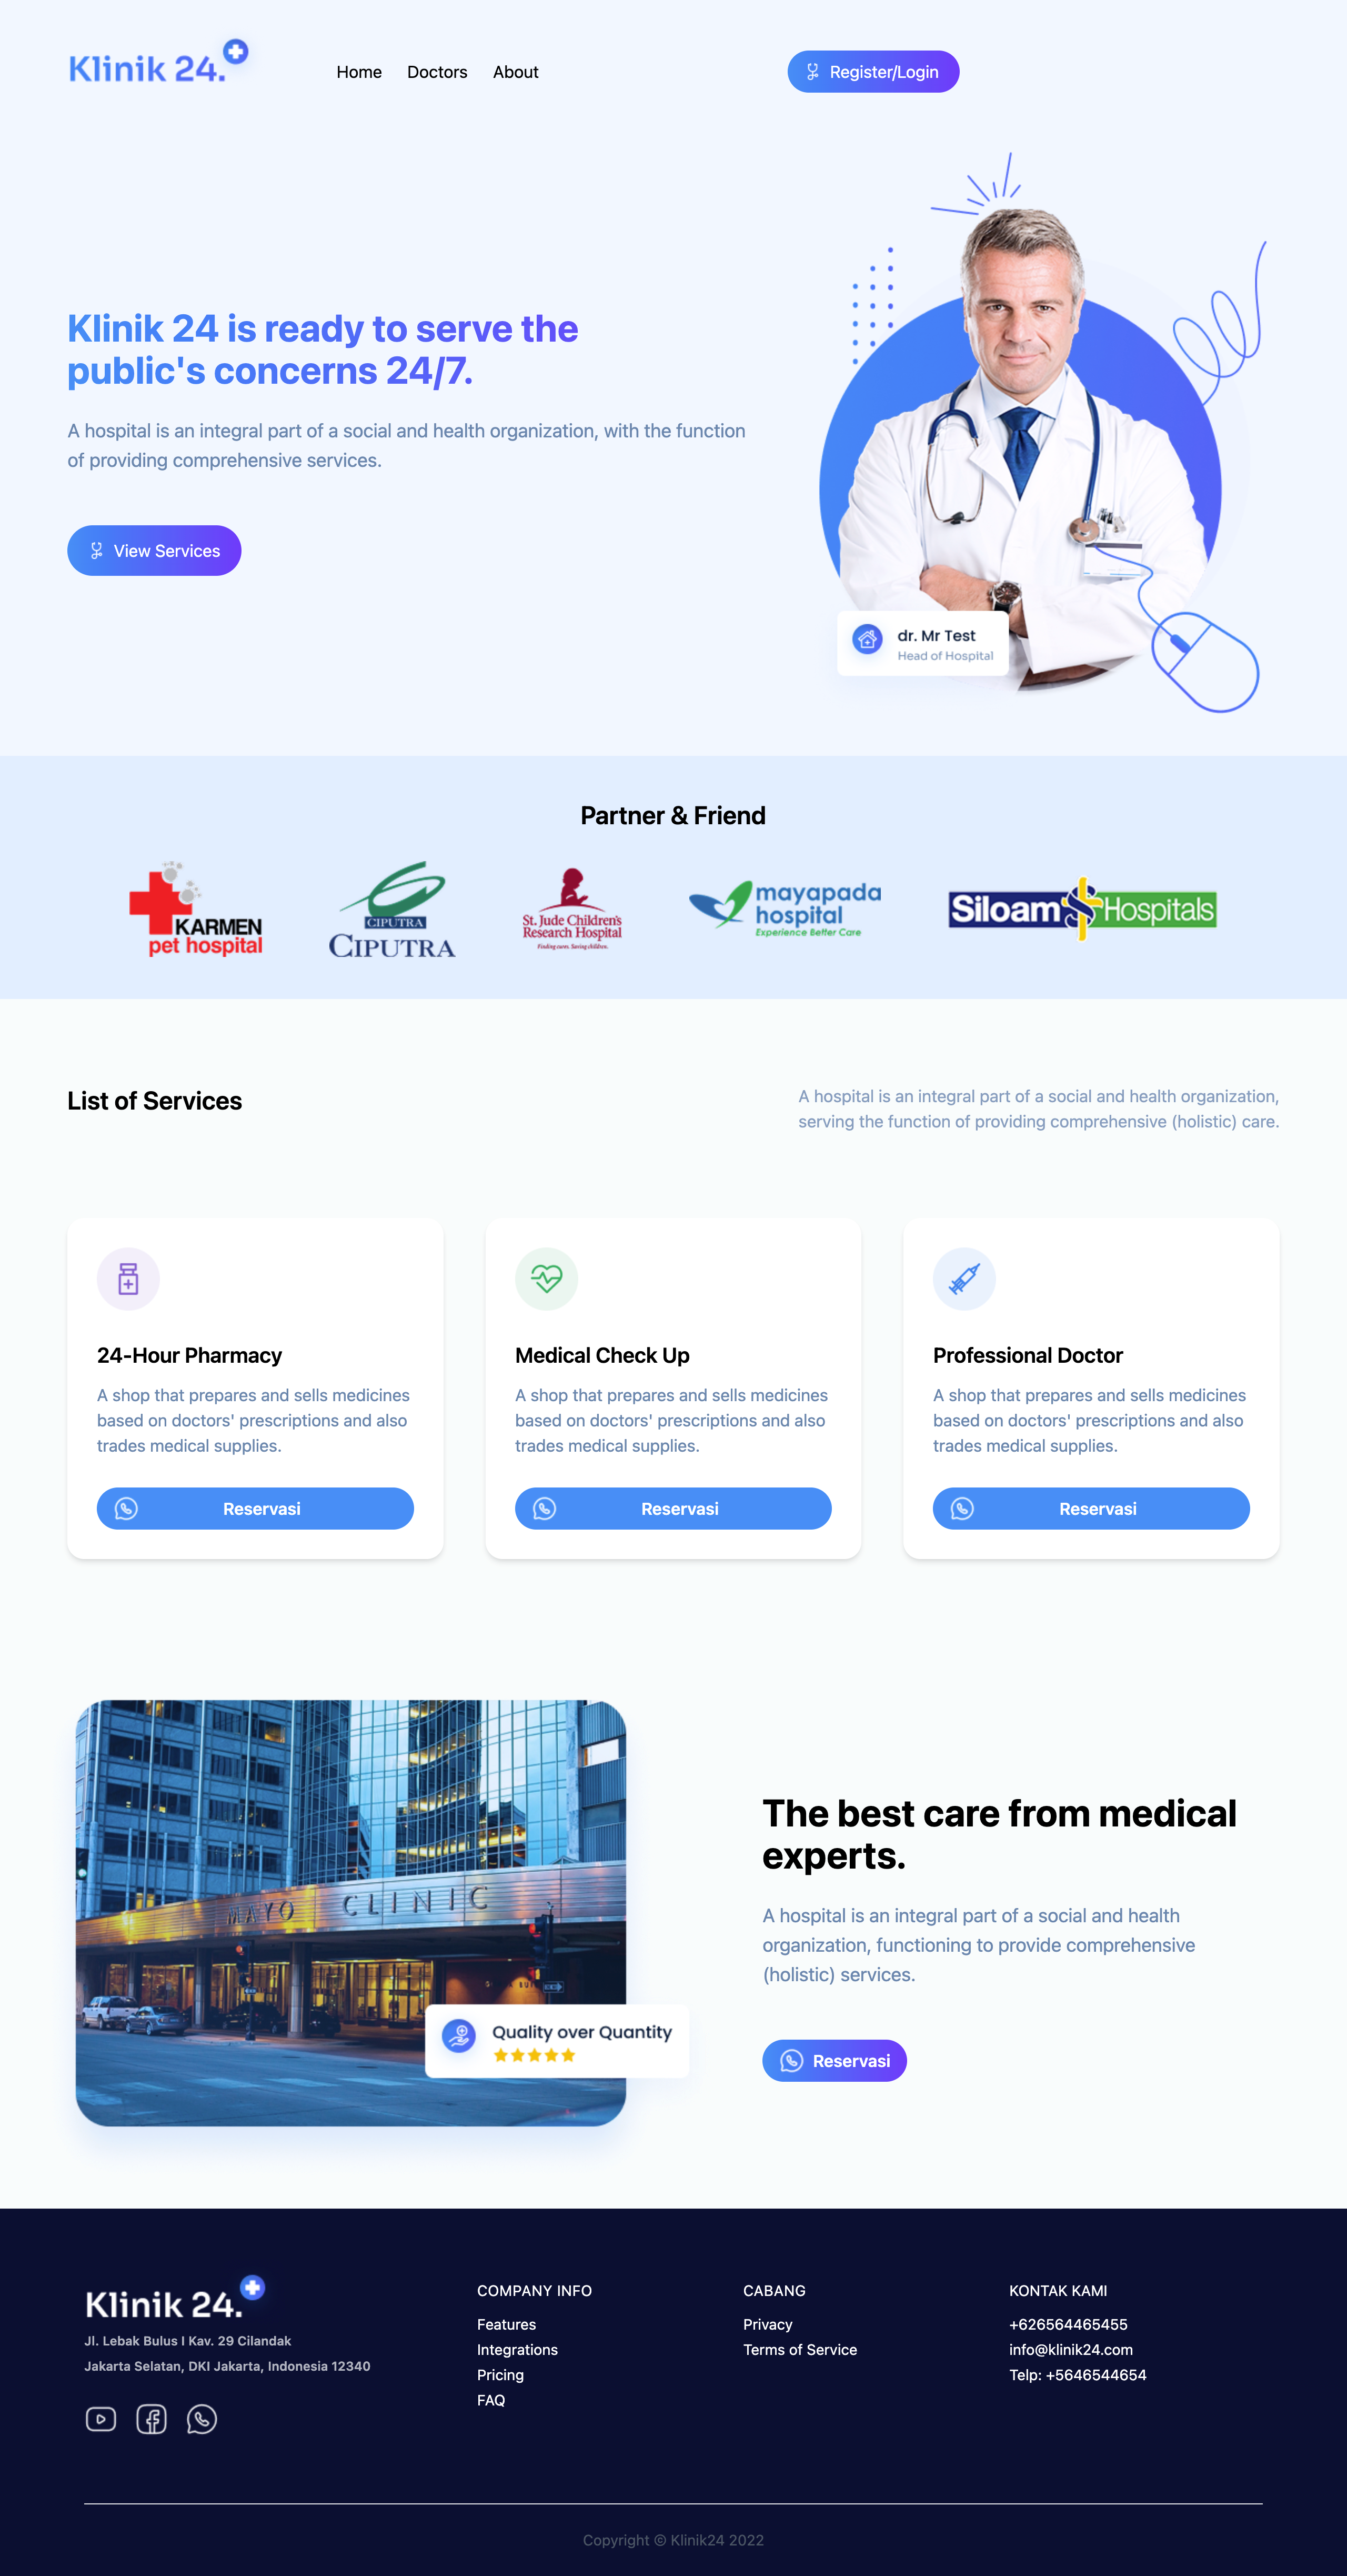 Klinik 24.
Home Doctors About
Register/Login
Klinik 24 is ready to serve the
public's concerns 24/7.
A hospital is an integral part of a social and health organization, with the function
of providing comprehensive services.
View Services
dr. Mr Test
Head of Hospital
Partner & Friend
KARMEN
pet hospital
CIPUTRA
CIPUTRA
St. Jude Children's
Research Hospital
Finding cures. Saving children.
mayapada
hospital
Experience Better Care
Siloam Hospitals
List of Services
A hospital is an integral part of a social and health organization,
serving the function of providing comprehensive (holistic) care.
24-Hour Pharmacy
A shop that prepares and sells medicines
based on doctors' prescriptions and also
trades medical supplies.
Reservasi
Medical Check Up
A shop that prepares and sells medicines
based on doctors' prescriptions and also
trades medical supplies.
Reservasi
Professional Doctor
A shop that prepares and sells medicines
based on doctors' prescriptions and also
trades medical supplies.
Reservasi
MAYO CLINIC
Quality over Quantity
The best care from medical
experts.
A hospital is an integral part of a social and health
organization, functioning to provide comprehensive
(holistic) services.
Reservasi
Klinik 24.
Jl. Lebak Bulus I Kav. 29 Cilandak
Jakarta Selatan, DKI Jakarta, Indonesia 12340
COMPANY INFO
Features
Integrations
Pricing
FAQ
CABANG
Privacy
Terms of Service
KONTAK KAMI
+626564465455
info@klinik24.com
Telp: +5646544654
Copyright © Klinik24 2022